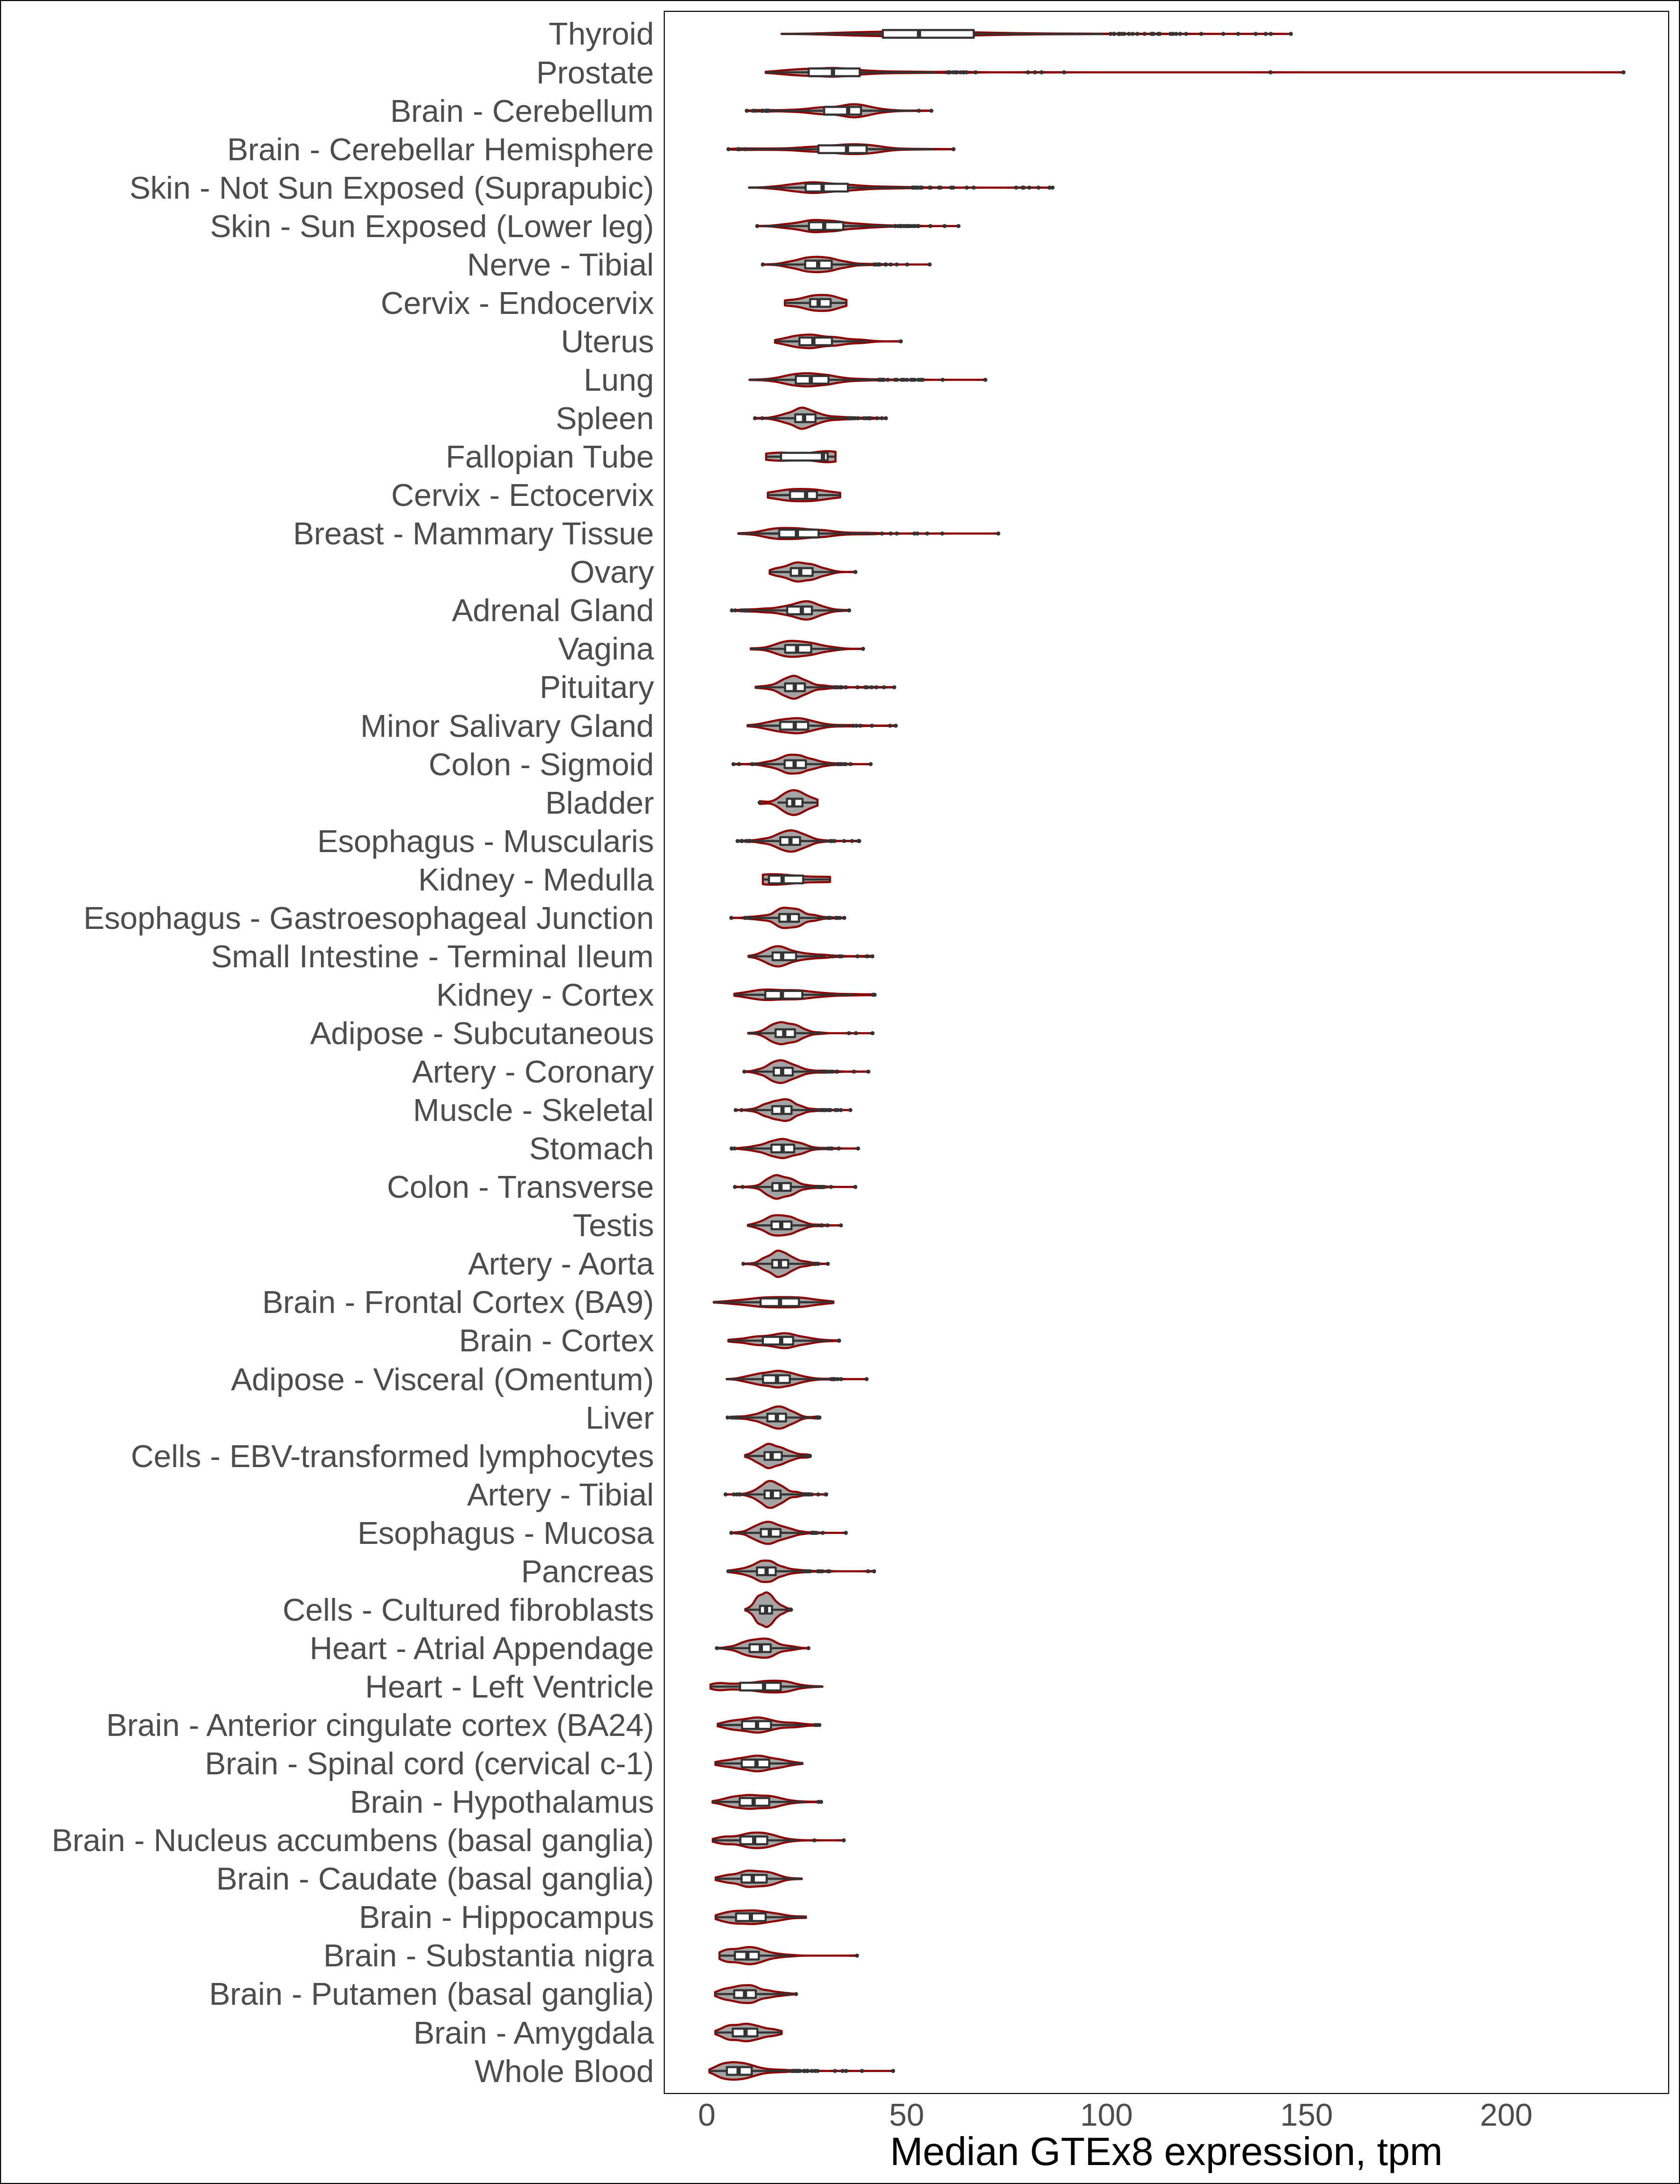 Thyroid
Prostate
Brain - Cerebellum
Brain - Cerebellar Hemisphere
Skin - Not Sun Exposed (Suprapubic)
Skin - Sun Exposed (Lower leg)
Nerve - Tibial
Cervix - Endocervix
Uterus
Lung
Spleen
Fallopian Tube
Cervix - Ectocervix
Breast - Mammary Tissue
Ovary
Adrenal Gland
Vagina
Pituitary
Minor Salivary Gland
Colon - Sigmoid
Bladder
Esophagus - Muscularis
Kidney - Medulla
Esophagus - Gastroesophageal Junction
Small Intestine - Terminal Ileum
Kidney - Cortex
Adipose - Subcutaneous
Artery - Coronary
Muscle - Skeletal
Stomach
Colon - Transverse
Testis
Artery - Aorta
Brain - Frontal Cortex (BA9)
Brain - Cortex
Adipose - Visceral (Omentum)
Liver
Cells - EBV-transformed lymphocytes
Artery - Tibial
Esophagus - Mucosa
Pancreas
Cells - Cultured fibroblasts
Heart - Atrial Appendage
Heart - Left Ventricle
Brain - Anterior cingulate cortex (BA24)
Brain - Spinal cord (cervical c-1)
Brain - Hypothalamus
Brain - Nucleus accumbens (basal ganglia)
Brain - Caudate (basal ganglia)
Brain - Hippocampus
Brain - Substantia nigra
Brain - Putamen (basal ganglia)
Brain - Amygdala
Whole Blood
0 50 100 150 200
Median GTEx8 expression, tpm